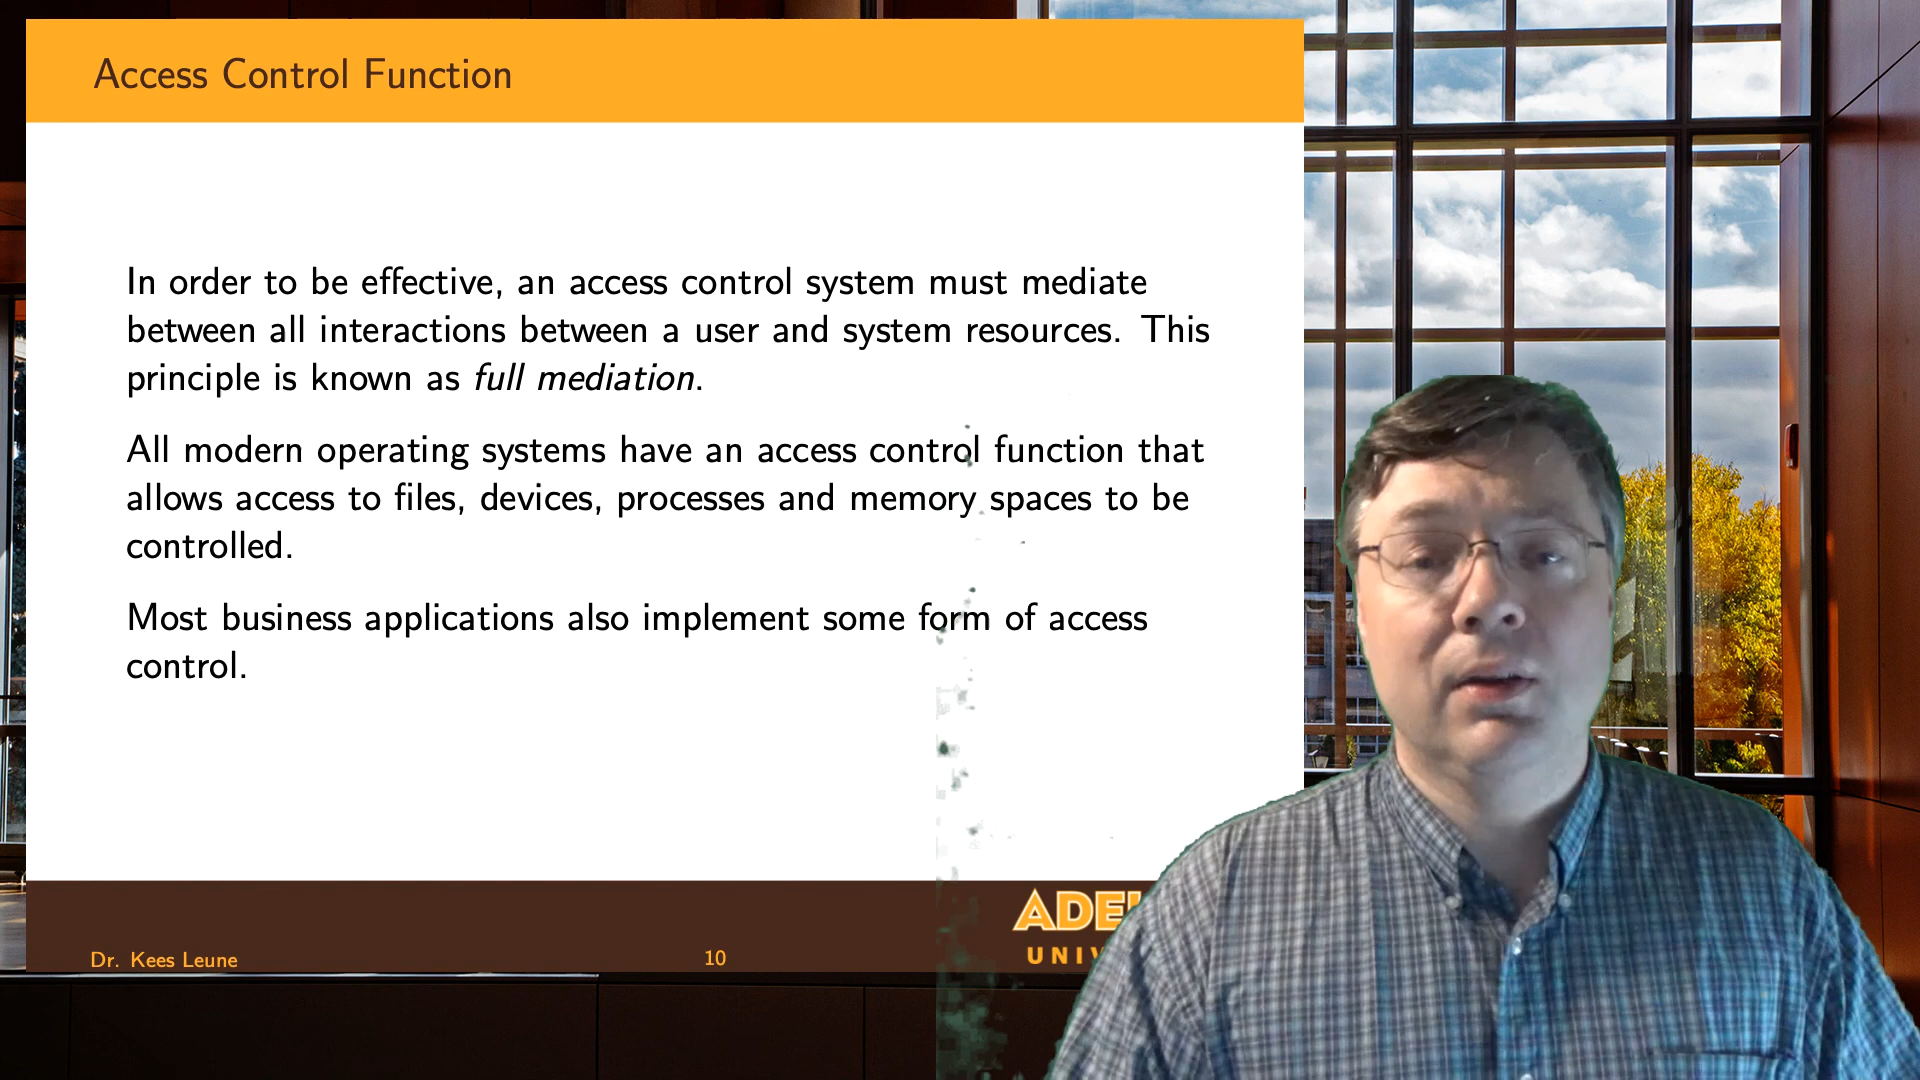 Access Control Function
In order to be effective, an access control system must mediate
between all interactions between a user and system resources. This
principle is known as full mediation.
All modern operating systems have an access control function that
allows access to files, devices, processes and memory spaces to be
controlled.
Most business applications also implement some form of access
control.
Dr. Kees Leune
10